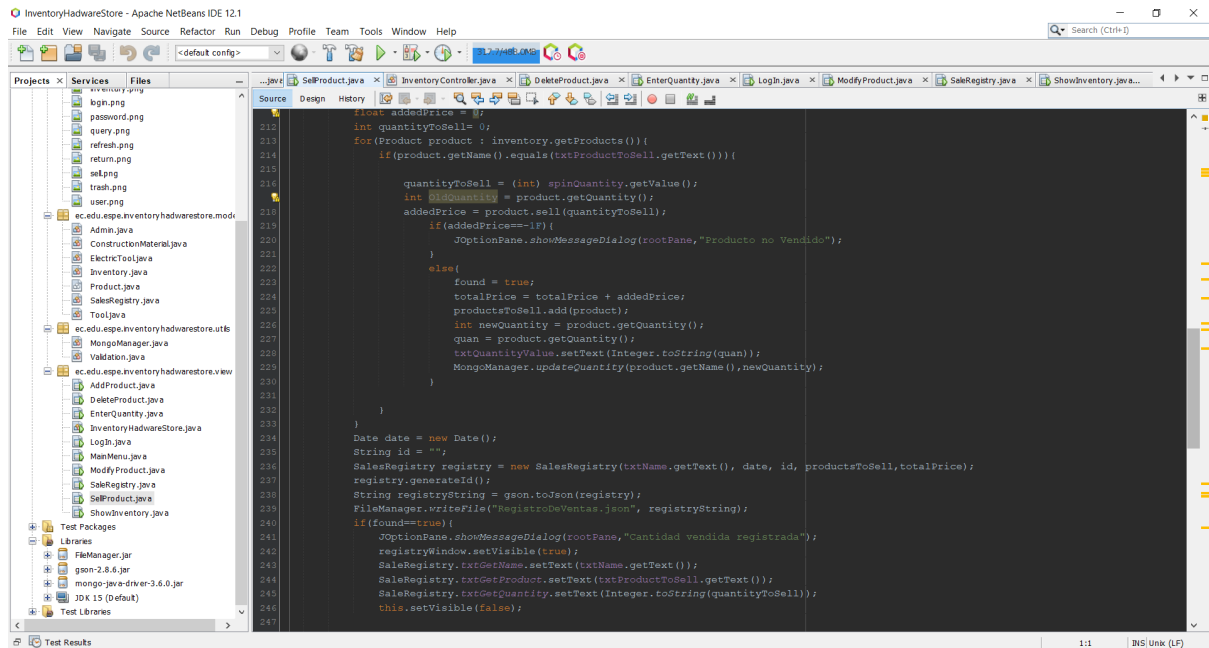 InventoryHadwareStore - Apache NetBeans IDE 12.1
File Edit View Navigate Source Refactor Run Debug Profile Team Tools Window Help
Search (Ctrl+I)
<default config>
Projects Services Files
login.png
password.png
query.png
refresh.png
return.png
sell.png
trash.png
user.png
ec.edu.espe.inventoryhadwarestore.mode
Admin.java
ConstructionMaterial.java
ElectricTool.java
Inventory.java
Product.java
SalesRegistry.java
Tool.java
ec.edu.espe.inventoryhadwarestore.utils
MongoManager.java
Validation.java
ec.edu.espe.inventoryhadwarestore.view
AddProduct.java
DeleteProduct.java
EnterQuantity.java
InventoryHadwareStore.java
LogIn.java
MainMenu.java
ModifyProduct.java
SaleRegistry.java
SellProduct.java
ShowInventory.java
Test Packages
Libraries
FileManager.jar
gson-2.8.6.jar
mongo-java-driver-3.6.0.jar
JDK 15 (Default)
Test Libraries
...java SellProduct.java InventoryController.java DeleteProduct.java EnterQuantity.java LogIn.java ModifyProduct.java SaleRegistry.java ShowInventory.java...
Source Design History
float addedPrice = 0;
212 int quantityToSell= 0;
213 for(Product product : inventory.getProducts()){
214 if(product.getName().equals(txtProductToSell.getText())){
215
216 quantityToSell = (int) spinQuantity.getValue();
int OldQuantity = product.getQuantity();
218 addedPrice = product.sell(quantityToSell);
219 if(addedPrice==-1F){
220 JOptionPane.showMessageDialog(rootPane,"Producto no Vendido");
221 }
222 else{
223 found = true;
224 totalPrice = totalPrice + addedPrice;
225 productsToSell.add(product);
226 int newQuantity = product.getQuantity();
227 quan = product.getQuantity();
228 txtQuantityValue.setText(Integer.toString(quan));
229 MongoManager.updateQuantity(product.getName(),newQuantity);
230 }
231
232 }
233 }
234 Date date = new Date();
235 String id = "";
236 SalesRegistry registry = new SalesRegistry(txtName.getText(), date, id, productsToSell,totalPrice);
237 registry.generateId();
238 String registryString = gson.toJson(registry);
239 FileManager.writeFile("RegistroDeVentas.json", registryString);
240 if(found==true){
241 JOptionPane.showMessageDialog(rootPane,"Cantidad vendida registrada");
242 registryWindow.setVisible(true);
243 SaleRegistry.txtGetName.setText(txtName.getText());
244 SaleRegistry.txtGetProduct.setText(txtProductToSell.getText());
245 SaleRegistry.txtGetQuantity.setText(Integer.toString(quantityToSell));
246 this.setVisible(false);
247
Test Results
1:1 INS Unix (LF)